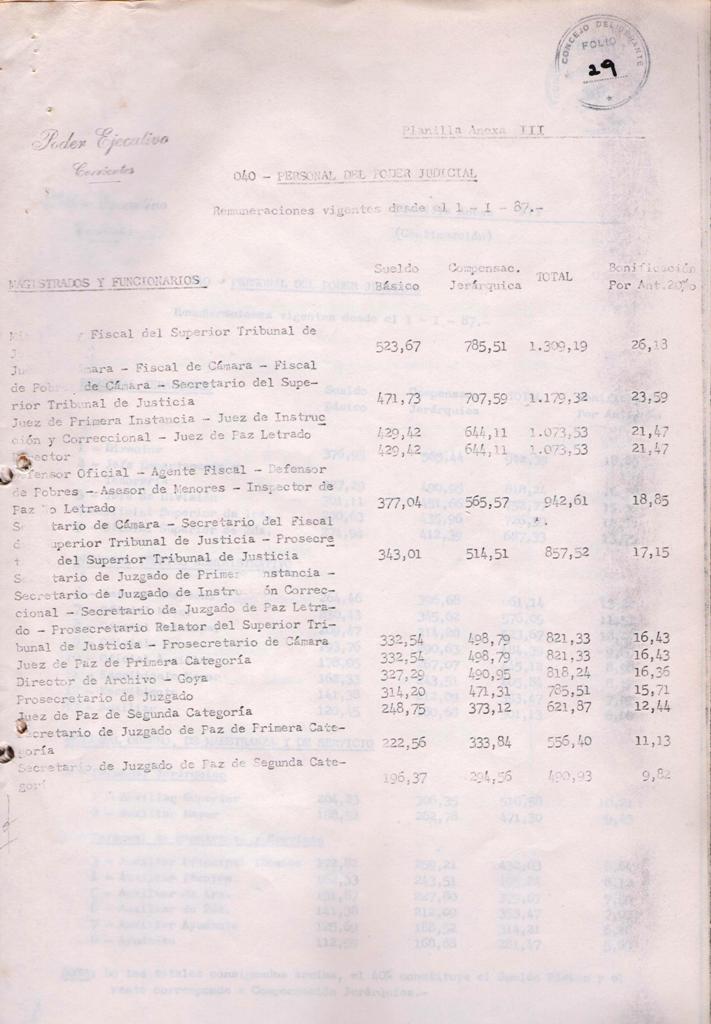 CONCEJO DELIBERANTE
FOLIO
29
Poder Ejecutivo
Corrientes
Planilla Anexa III
040 - PERSONAL DEL PODER JUDICIAL
Remuneraciones vigentes desde el 1 - I - 87.-
MAGISTRADOS Y FUNCIONARIOS Sueldo Básico Compensac. Jerárquica TOTAL Bonificación Por Ant. 20%o
y Fiscal del Superior Tribunal de
523,67 785,51 1.309,19 26,18
- Fiscal de Cámara - Fiscal
de Cámara - Secretario del Supe-
rior Tribunal de Justicia 471,73 707,59 1.179,32 23,59
Juez de Primera Instancia - Juez de Instruc
ción y Correccional - Juez de Paz Letrado 429,42 644,11 1.073,53 21,47
429,42 644,11 1.073,53 21,47
Defensor Oficial - Agente Fiscal - Defensor
de Pobres - Asesor de Menores - Inspector de
Paz No Letrado 377,04 565,57 942,61 18,85
de Cámara - Secretario del Fiscal
Tribunal de Justicia - Prosecre
del Superior Tribunal de Justicia 343,01 514,51 857,52 17,15
de Juzgado de Primera Instancia -
Secretario de Juzgado de Instrucción Correc-
cional - Secretario de Juzgado de Paz Letra-
do - Prosecretario Relator del Superior Tri-
bunal de Justicia - Prosecretario de Cámara 332,54 498,79 821,33 16,43
Juez de Paz de Primera Categoría 332,54 498,79 821,33 16,43
Director de Archivo - Goya 327,29 490,95 818,24 16,36
Prosecretario de Juzgado 314,20 471,31 785,51 15,71
Juez de Paz de Segunda Categoría 248,75 373,12 621,87 12,44
Secretario de Juzgado de Paz de Primera Cate-
goría 222,56 333,84 556,40 11,13
Secretario de Juzgado de Paz de Segunda Cate-
196,37 294,56 490,93 9,82